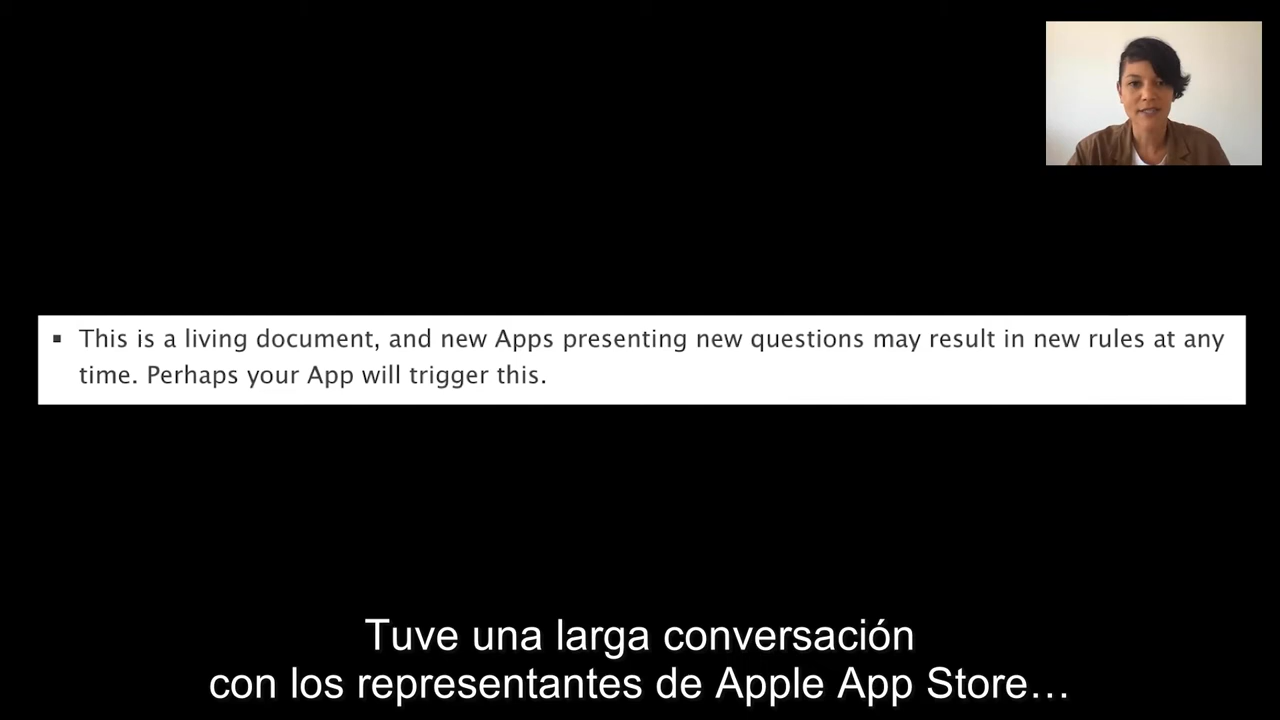 ▪ This is a living document, and new Apps presenting new questions may result in new rules at any
time. Perhaps your App will trigger this.
Tuve una larga conversación
con los representantes de Apple App Store…